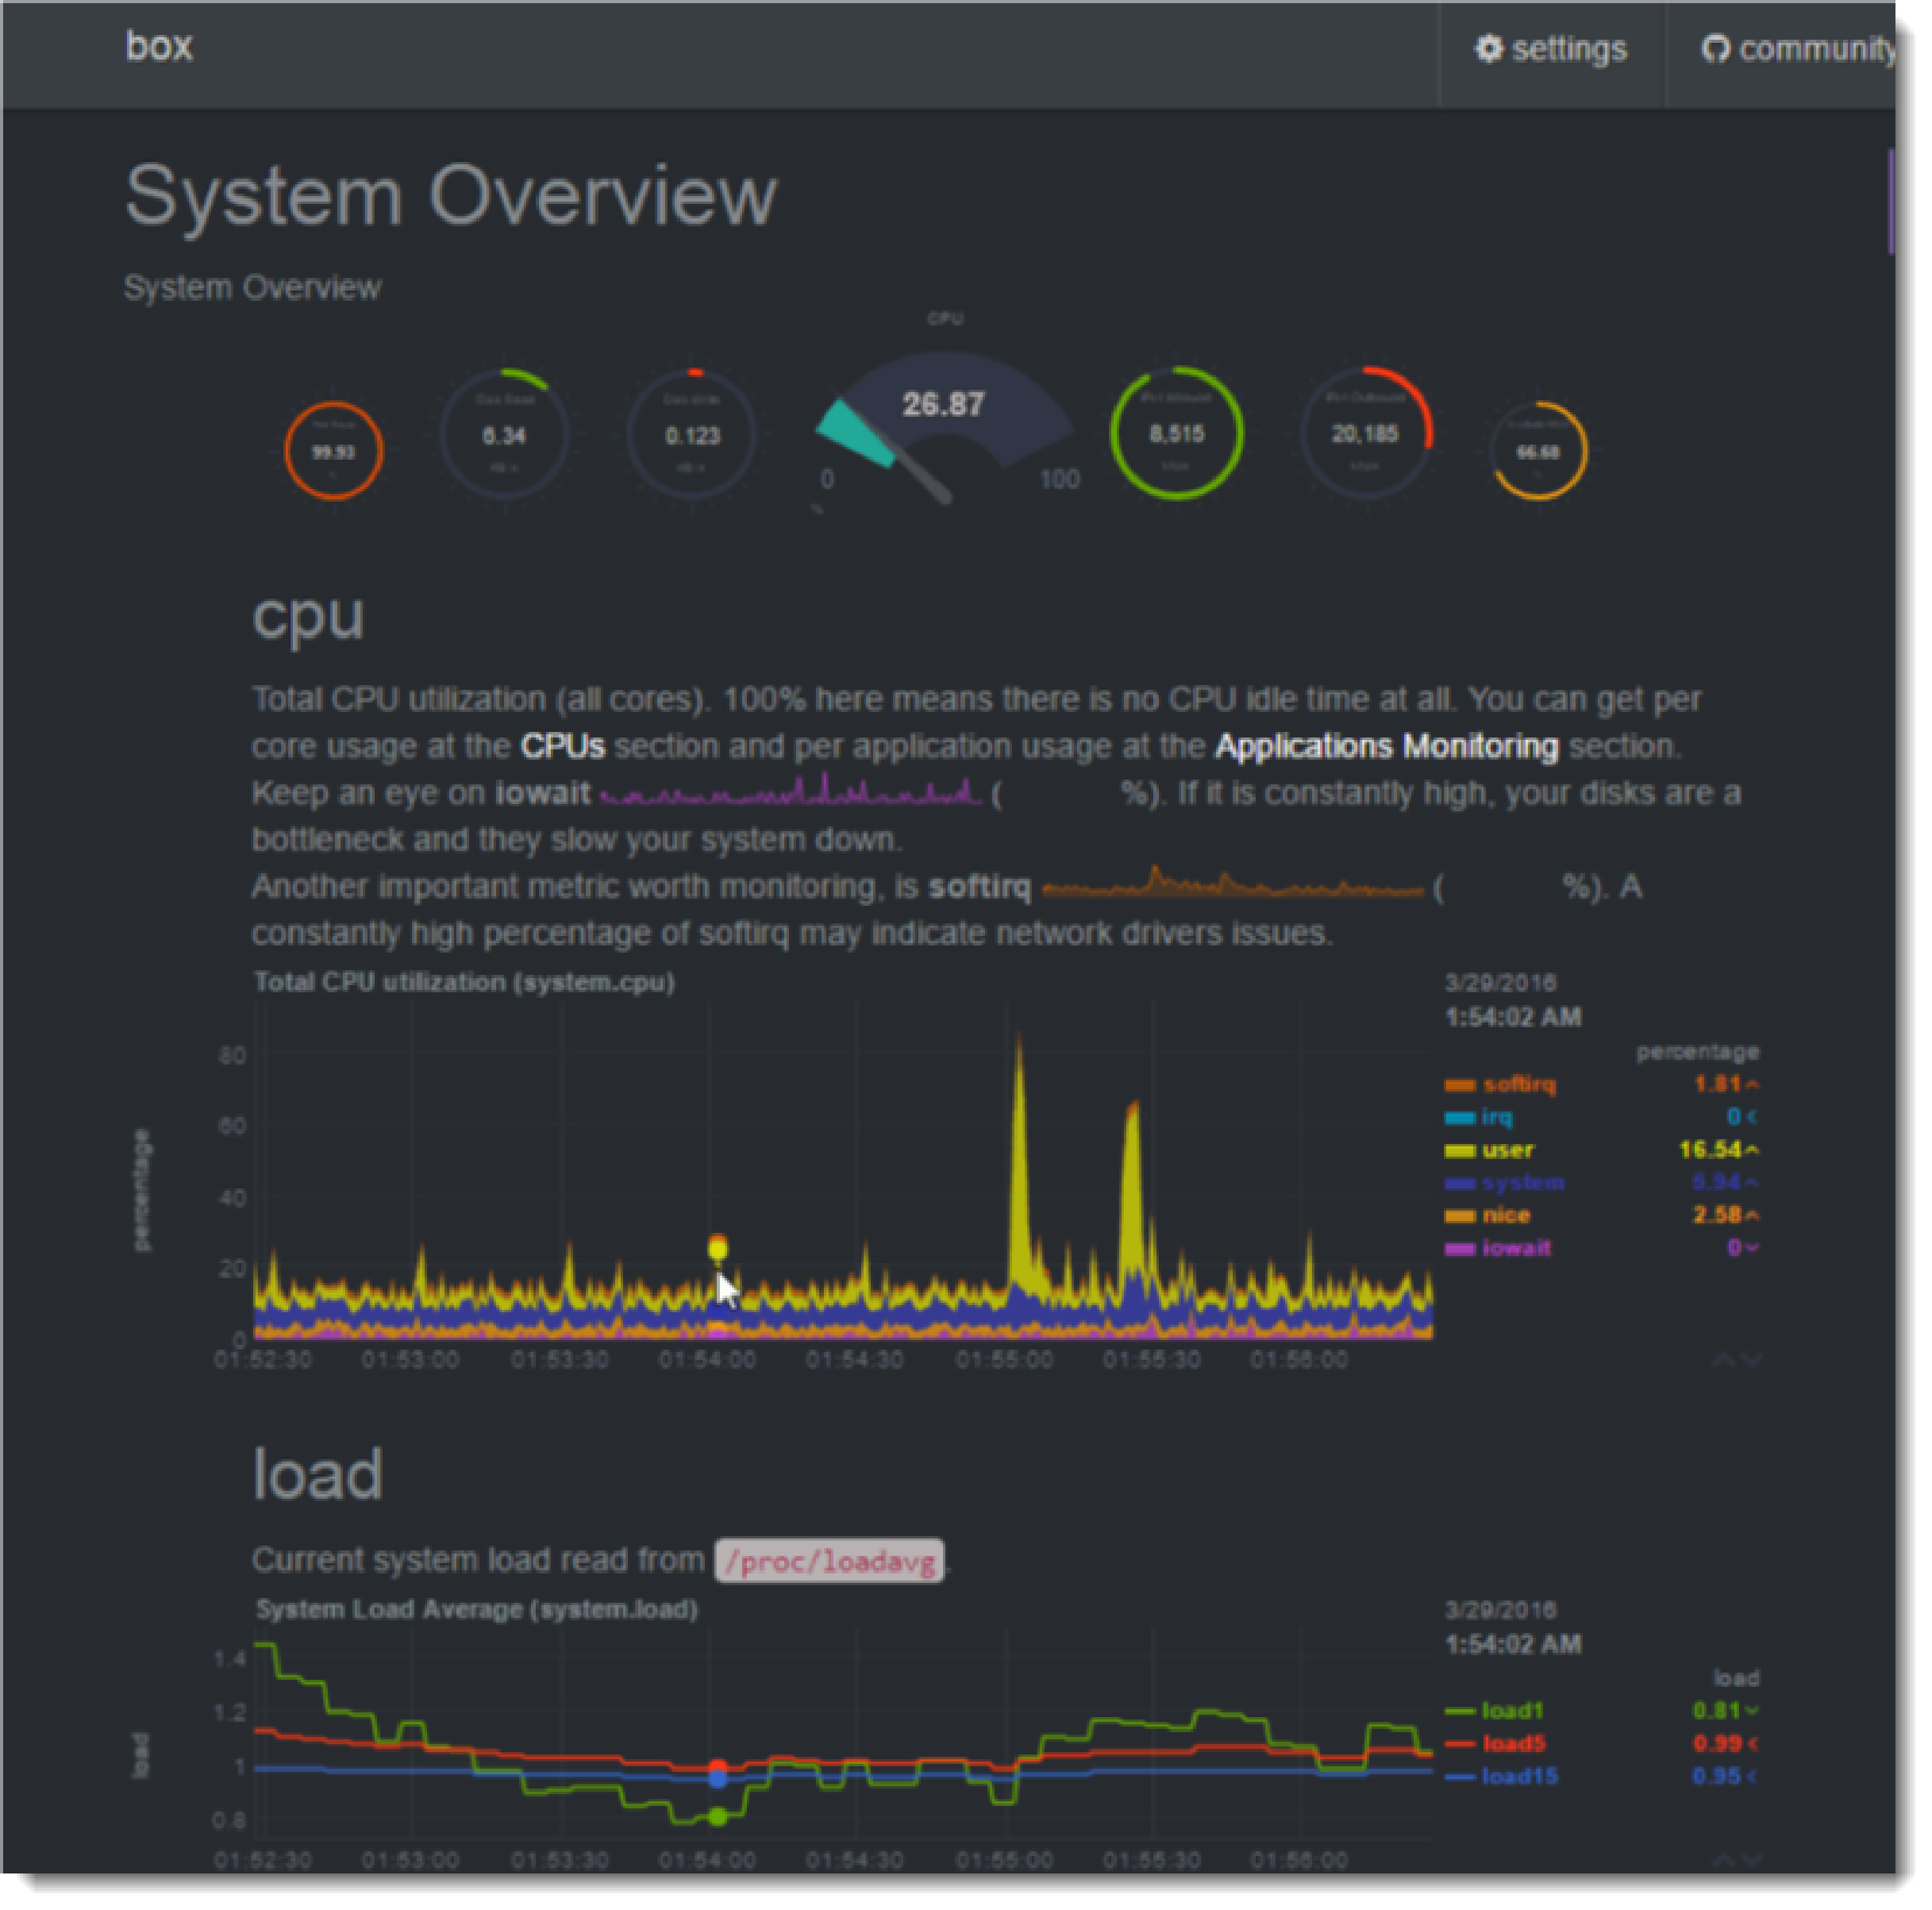 box
settings
community
System Overview
System Overview
CPU
99.93
6.34
0.123
26.87
0
100
8,515
20,185
66.68
cpu
Total CPU utilization (all cores). 100% here means there is no CPU idle time at all. You can get per
core usage at the CPUs section and per application usage at the Applications Monitoring section.
Keep an eye on iowait ( %). If it is constantly high, your disks are a
bottleneck and they slow your system down.
Another important metric worth monitoring, is softirq ( %). A
constantly high percentage of softirq may indicate network drivers issues.
Total CPU utilization (system.cpu)
3/29/2016
1:54:02 AM
percentage
softirq 1.81
irq 0
user 16.54
system 5.94
nice 2.58
iowait 0
percentage
80
60
40
20
0
01:52:30 01:53:00 01:53:30 01:54:00 01:54:30 01:55:00 01:55:30 01:56:00
load
Current system load read from /proc/loadavg.
System Load Average (system.load)
3/29/2016
1:54:02 AM
load
load1 0.81
load5 0.99
load15 0.95
load
1.4
1.2
1
0.8
01:52:30 01:53:00 01:53:30 01:54:00 01:54:30 01:55:00 01:55:30 01:56:00